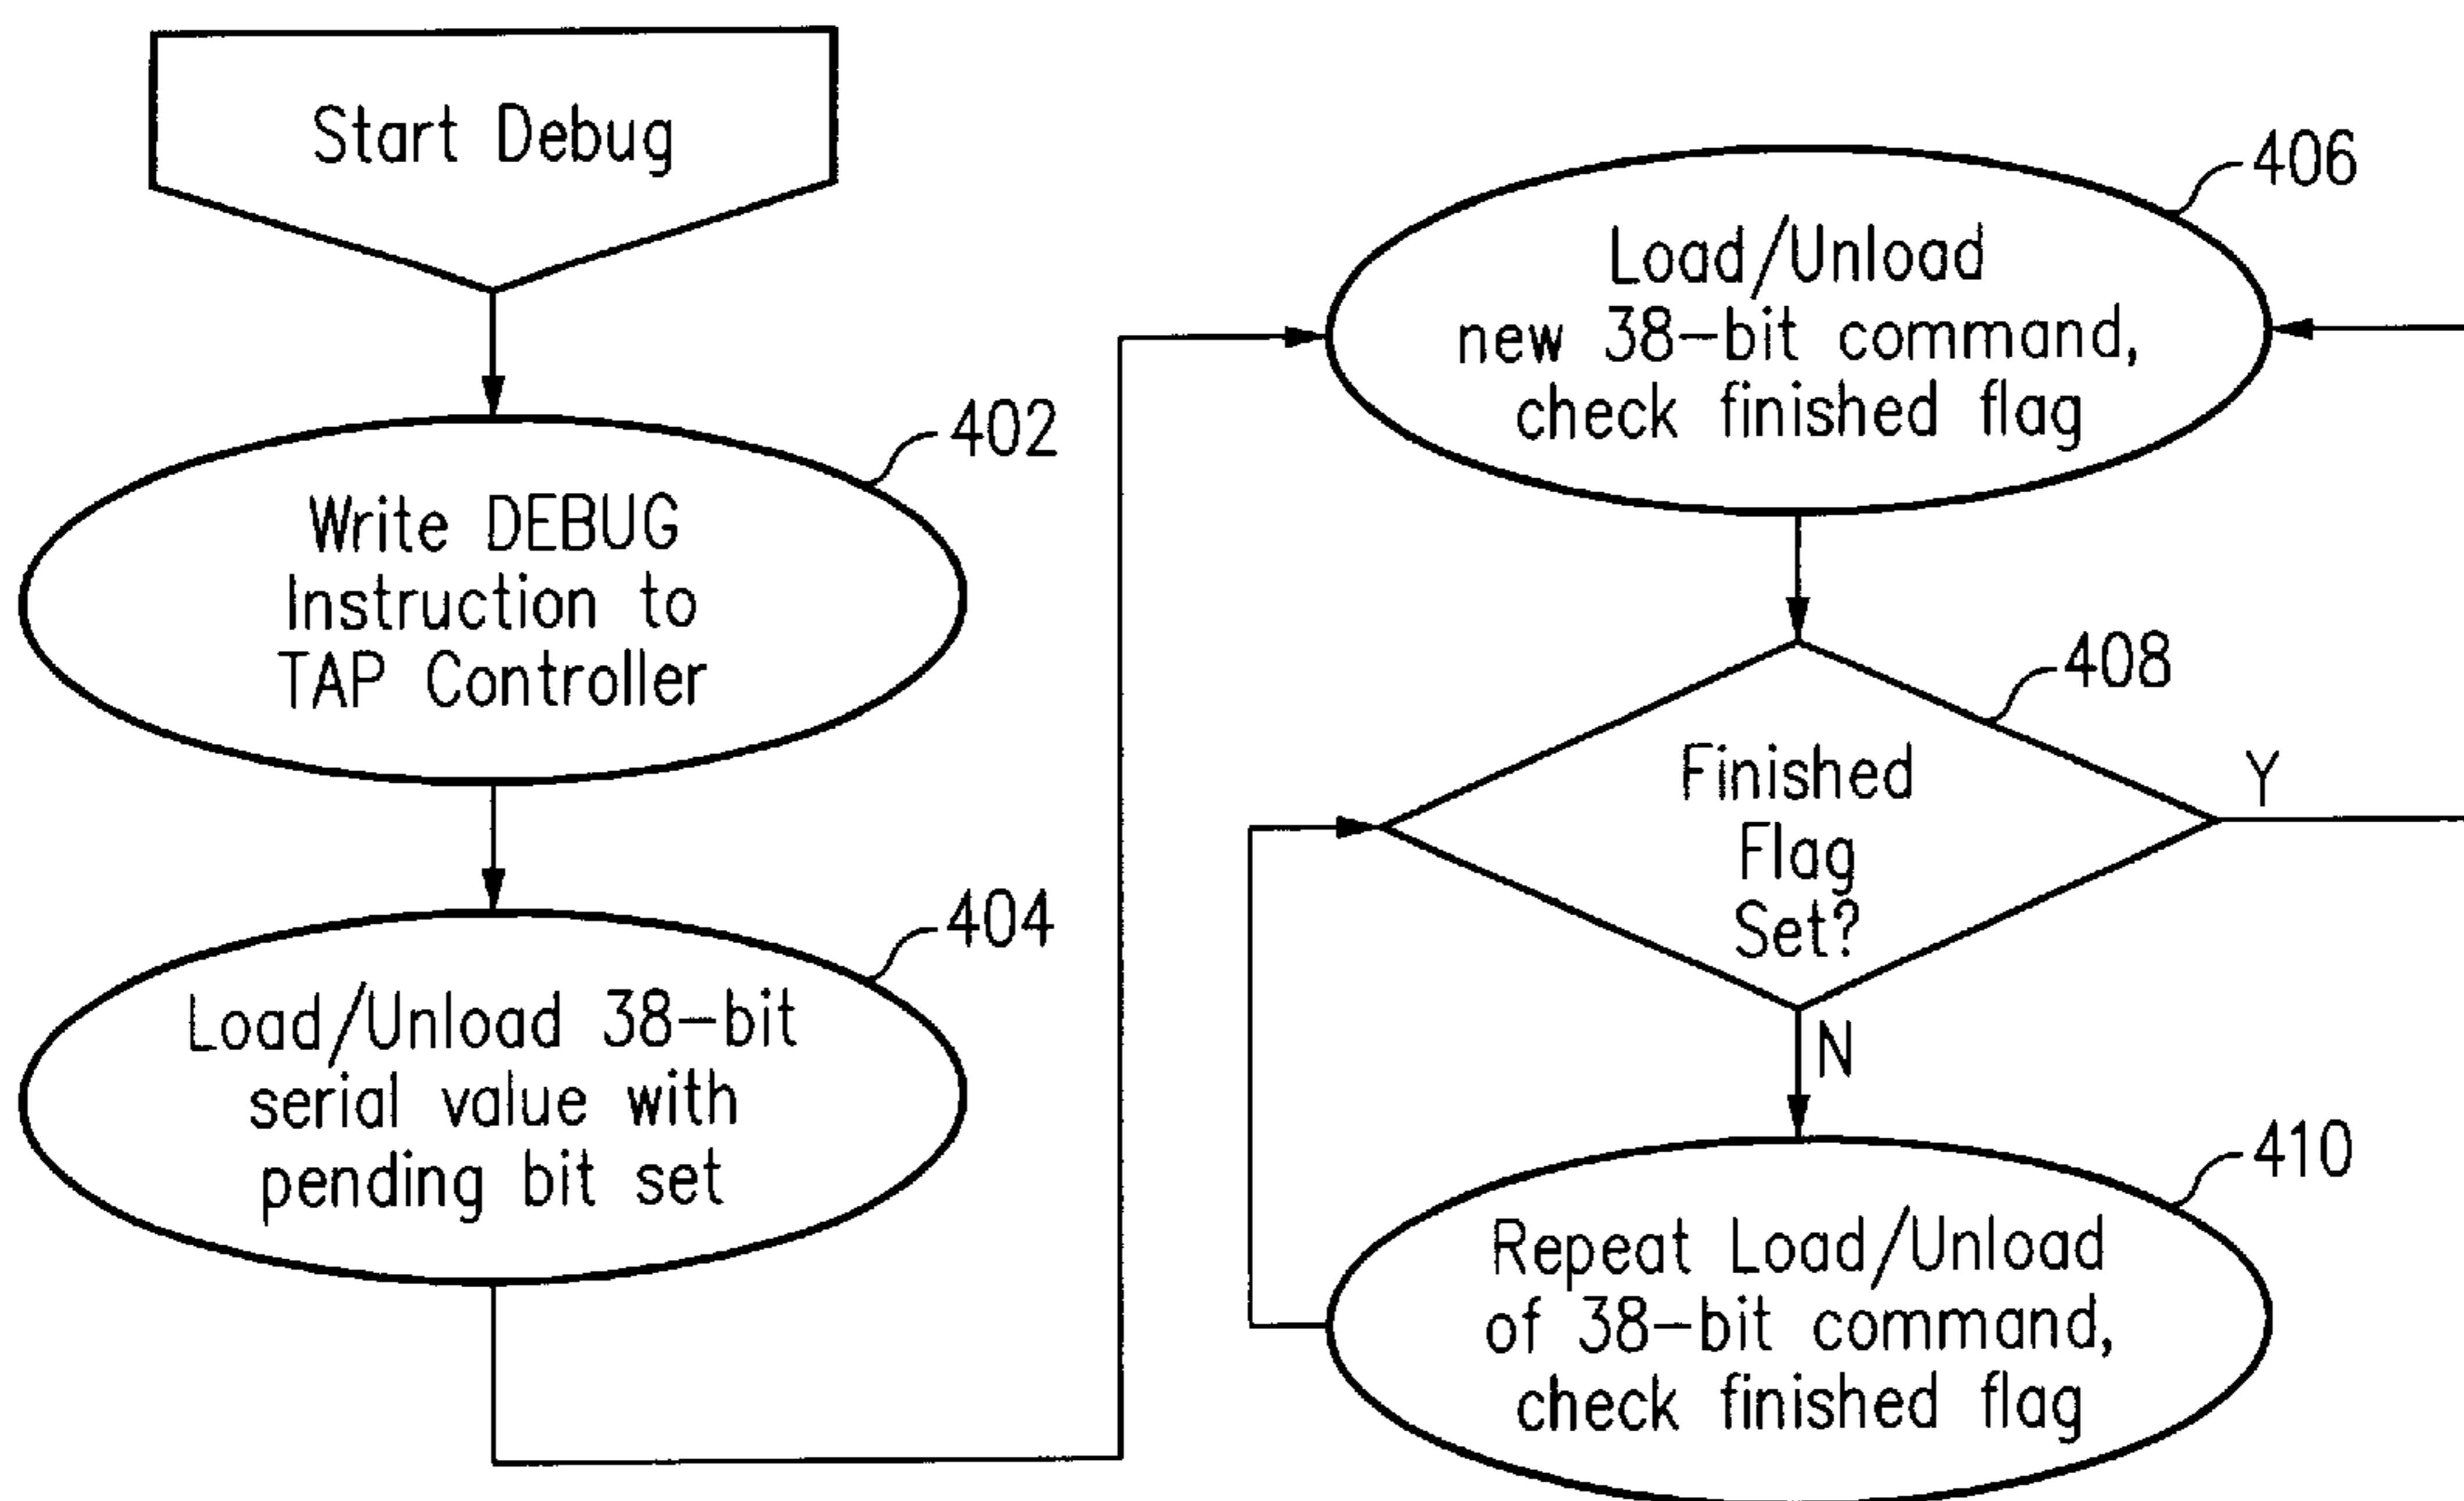 Start Debug
402
Write DEBUG
Instruction to
TAP Controller
404
Load/Unload 38-bit
serial value with
pending bit set
406
Load/Unload
new 38-bit command,
check finished flag
408
Finished
Flag
Set?
Y
N
410
Repeat Load/Unload
of 38-bit command,
check finished flag